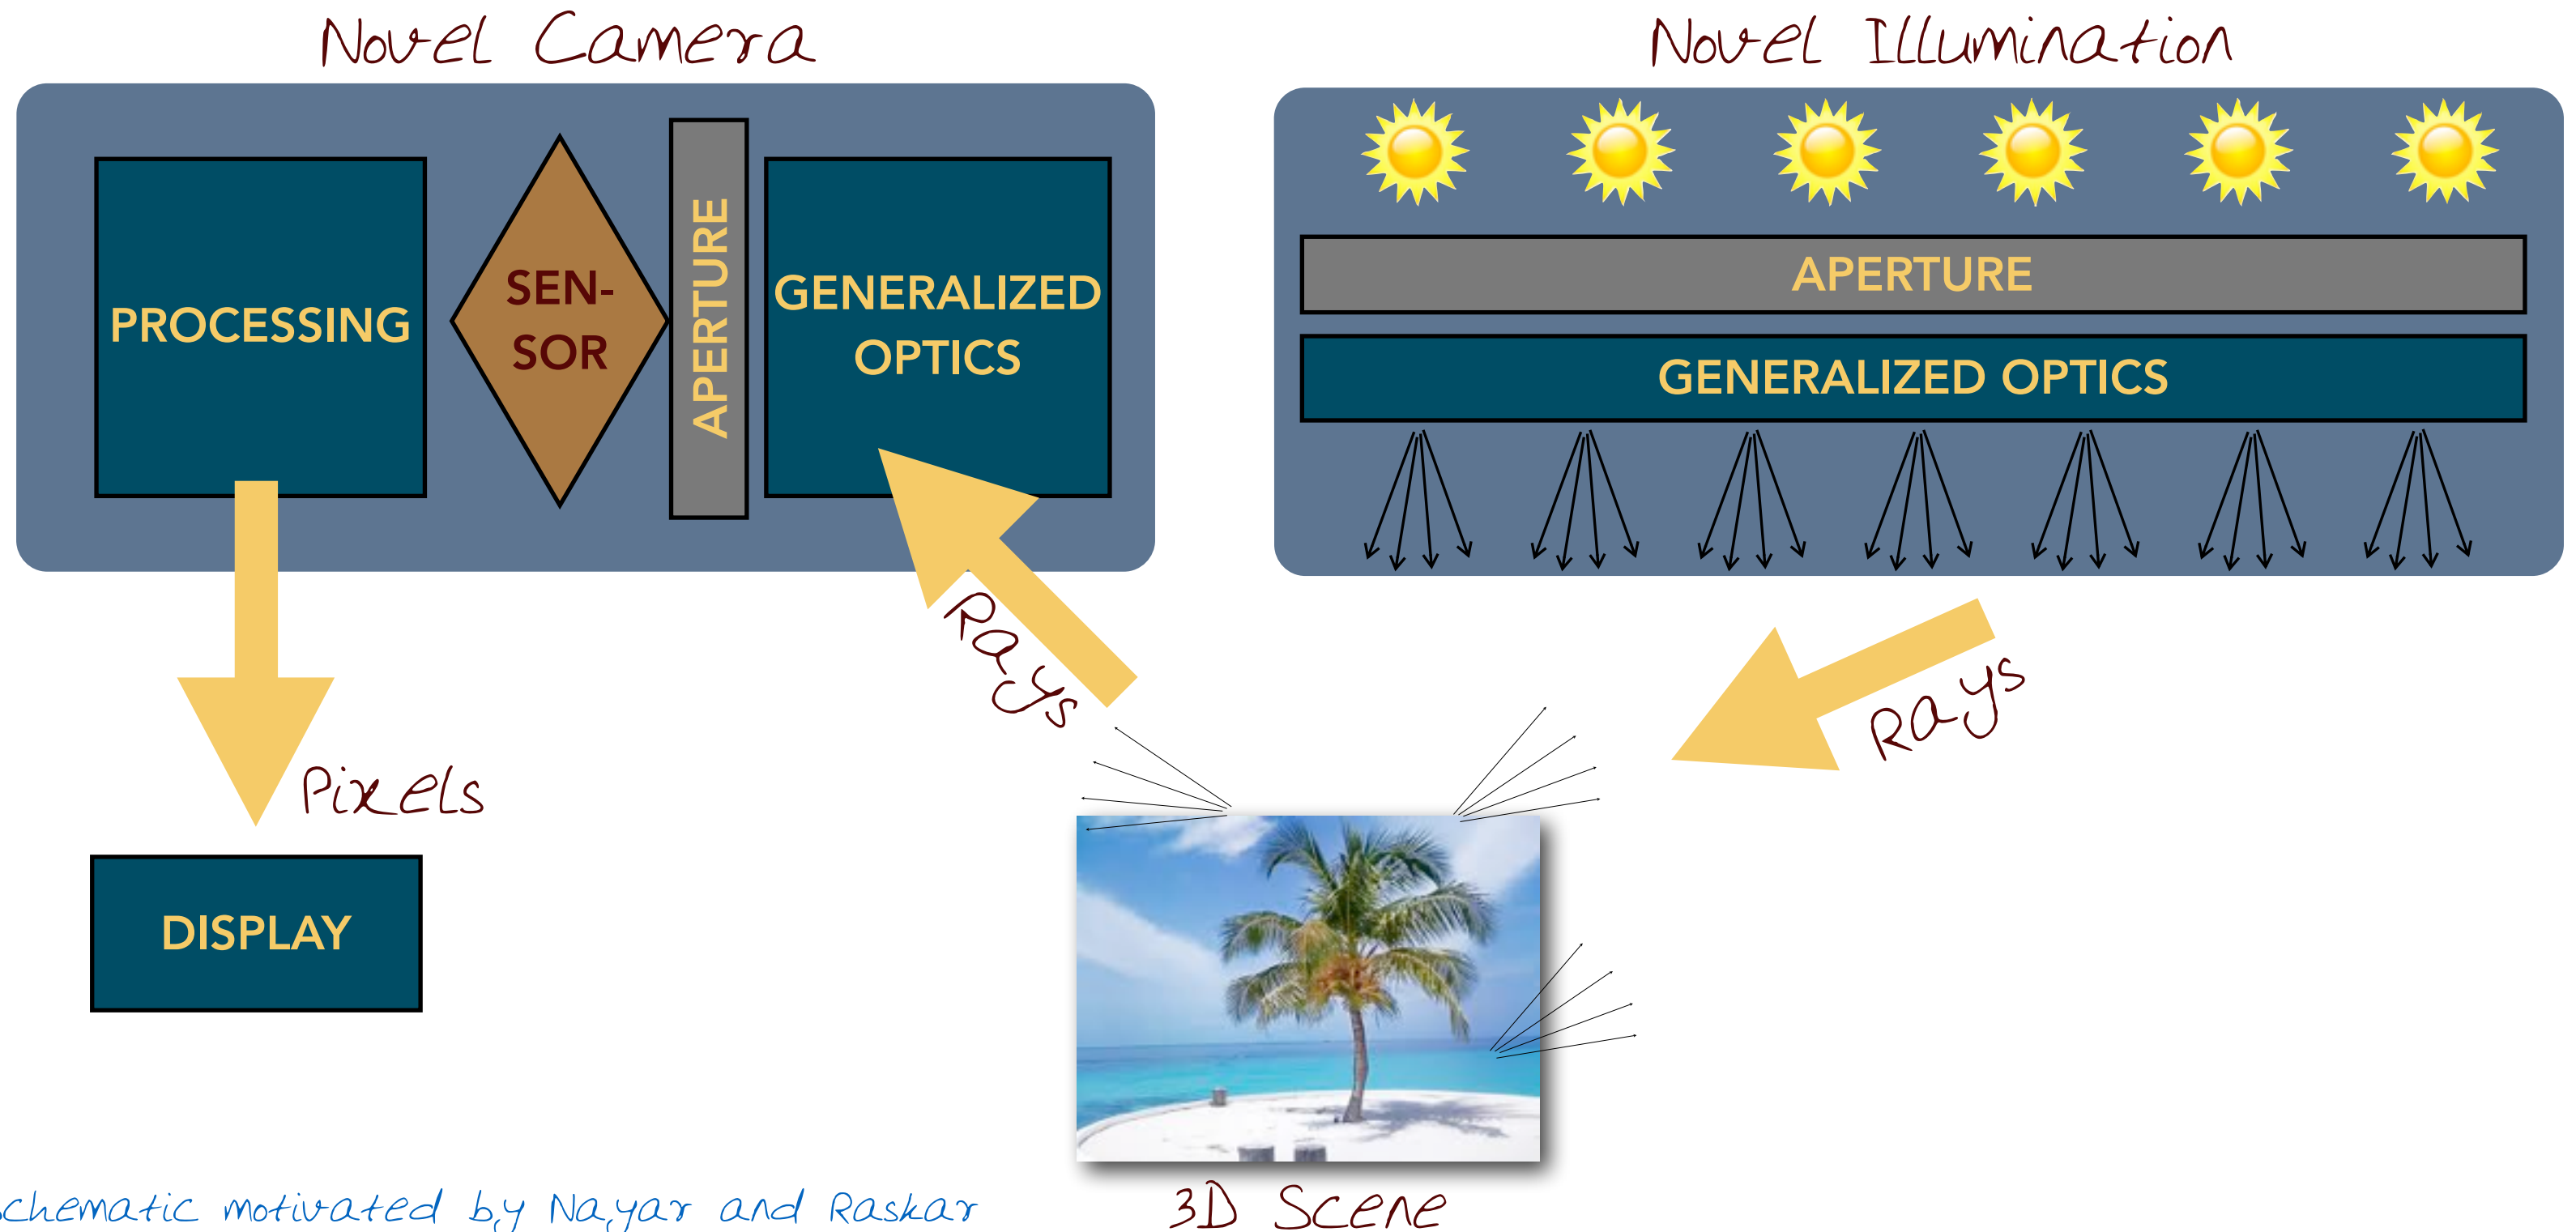 Novel Camera
Novel Illumination
PROCESSING
SEN-
SOR
APERTURE
GENERALIZED
OPTICS
APERTURE
GENERALIZED OPTICS
Rays
Rays
Pixels
DISPLAY
chematic motivated by Nayar and Raskar
3D Scene